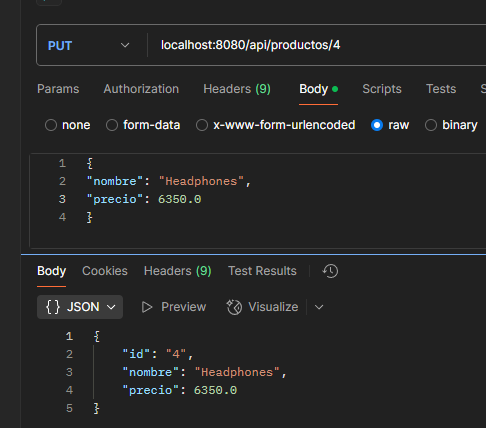 PUT localhost:8080/api/productos/4
Params Authorization Headers (9) Body Scripts Tests S
none form-data x-www-form-urlencoded raw binary
1 {
2 "nombre": "Headphones",
3 "precio": 6350.0
4 }
Body Cookies Headers (9) Test Results
{} JSON Preview Visualize
1 {
2 "id": "4",
3 "nombre": "Headphones",
4 "precio": 6350.0
5 }